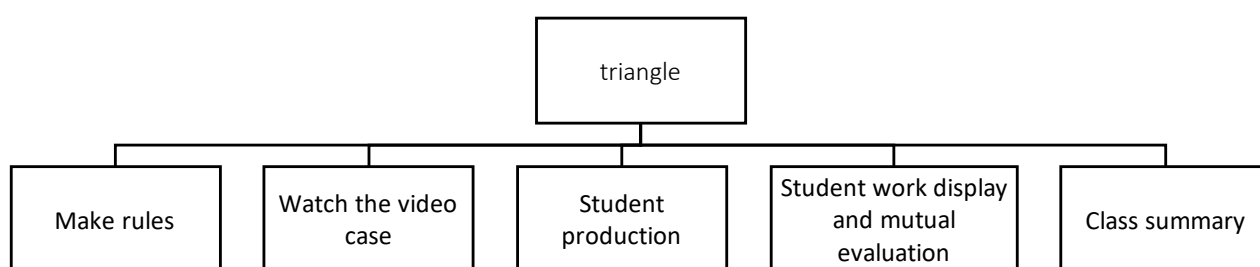 triangle
Make rules
Watch the video
case
Student
production
Student work display
and mutual
evaluation
Class summary